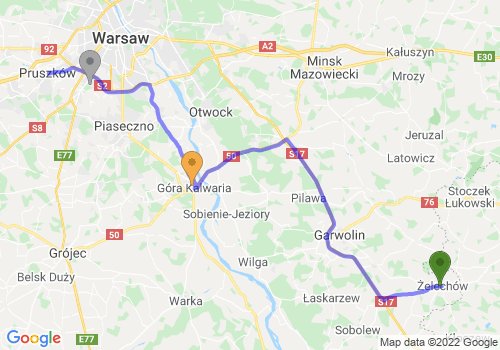 92
Warsaw
A2
Kałuszyn
E30
Pruszków
Mińsk
Mazowiecki
S2
Mrozy
Otwock
S8
Piaseczno
Jeruzal
E77
50
S17
Latowicz
Góra Kalwaria
Stoczek
Łukowski
Pilawa
76
Sobienie-Jeziory
50
Garwolin
Grójec
Wilga
Belsk Duży
Żelechów
Warka
Łaskarzew
S17
Sobolew
E77
Google
Map data ©2022 Google